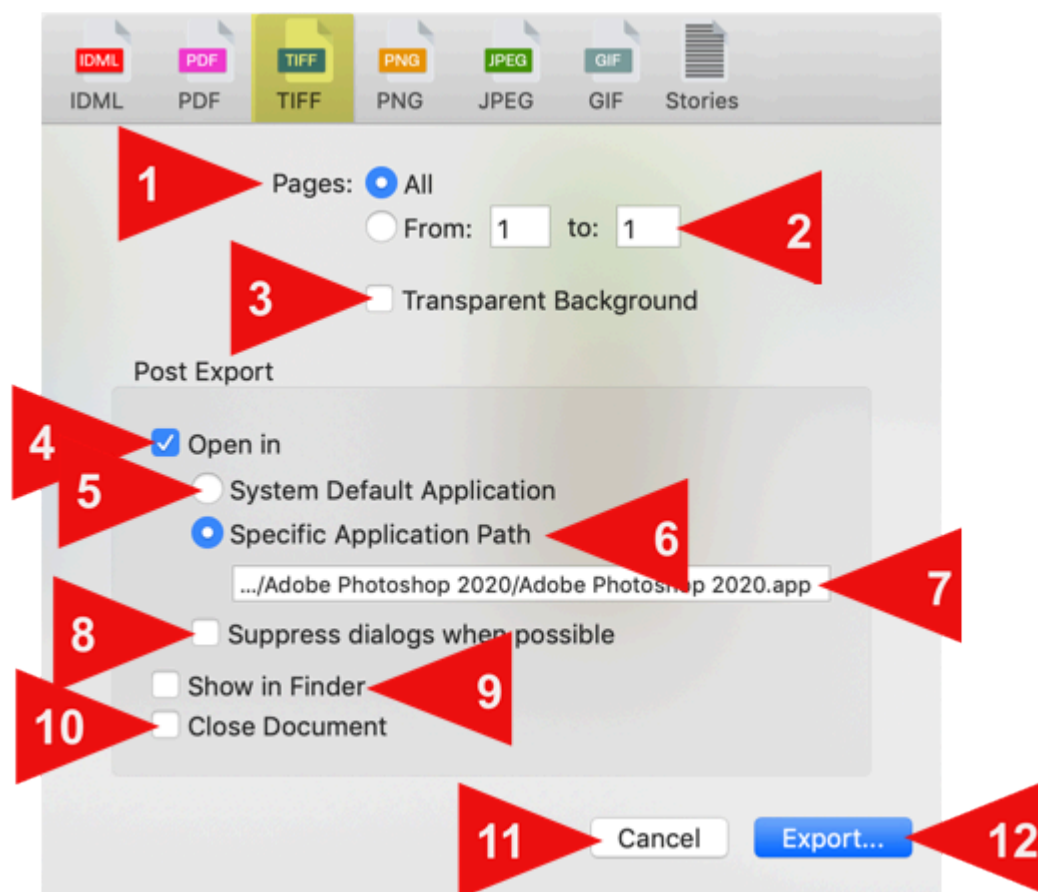 IDML PDF TIFF PNG JPEG GIF
IDML PDF TIFF PNG JPEG GIF Stories
1 Pages: All
From: 1 to: 1 2
3 Transparent Background
Post Export
4 Open in
5 System Default Application
Specific Application Path 6
.../Adobe Photoshop 2020/Adobe Photoshop 2020.app 7
8 Suppress dialogs when possible
Show in Finder 9
10 Close Document
11 Cancel Export... 12